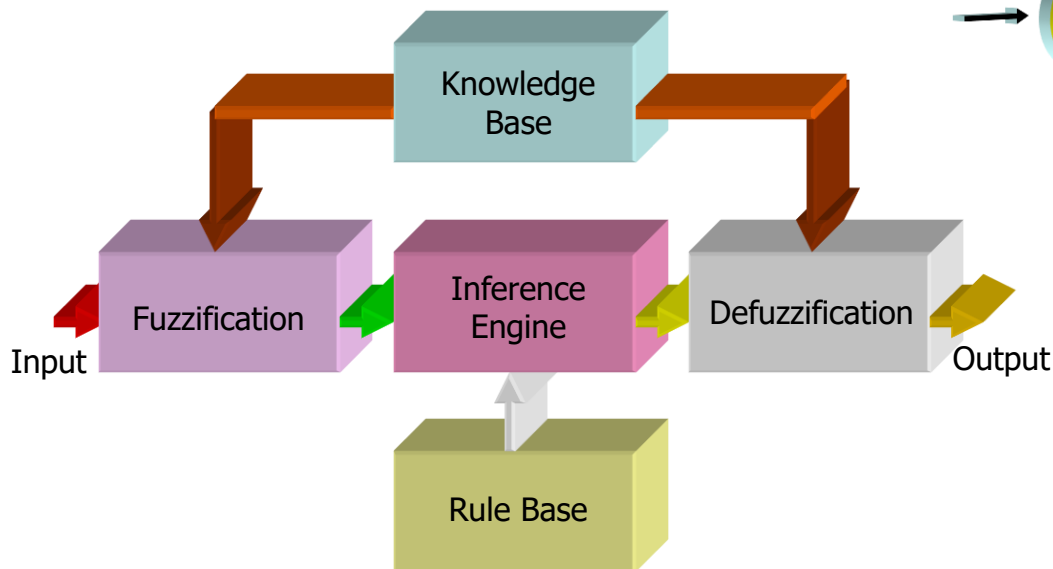 Knowledge
Base
Fuzzification
Inference
Engine
Defuzzification
Input
Output
Rule Base